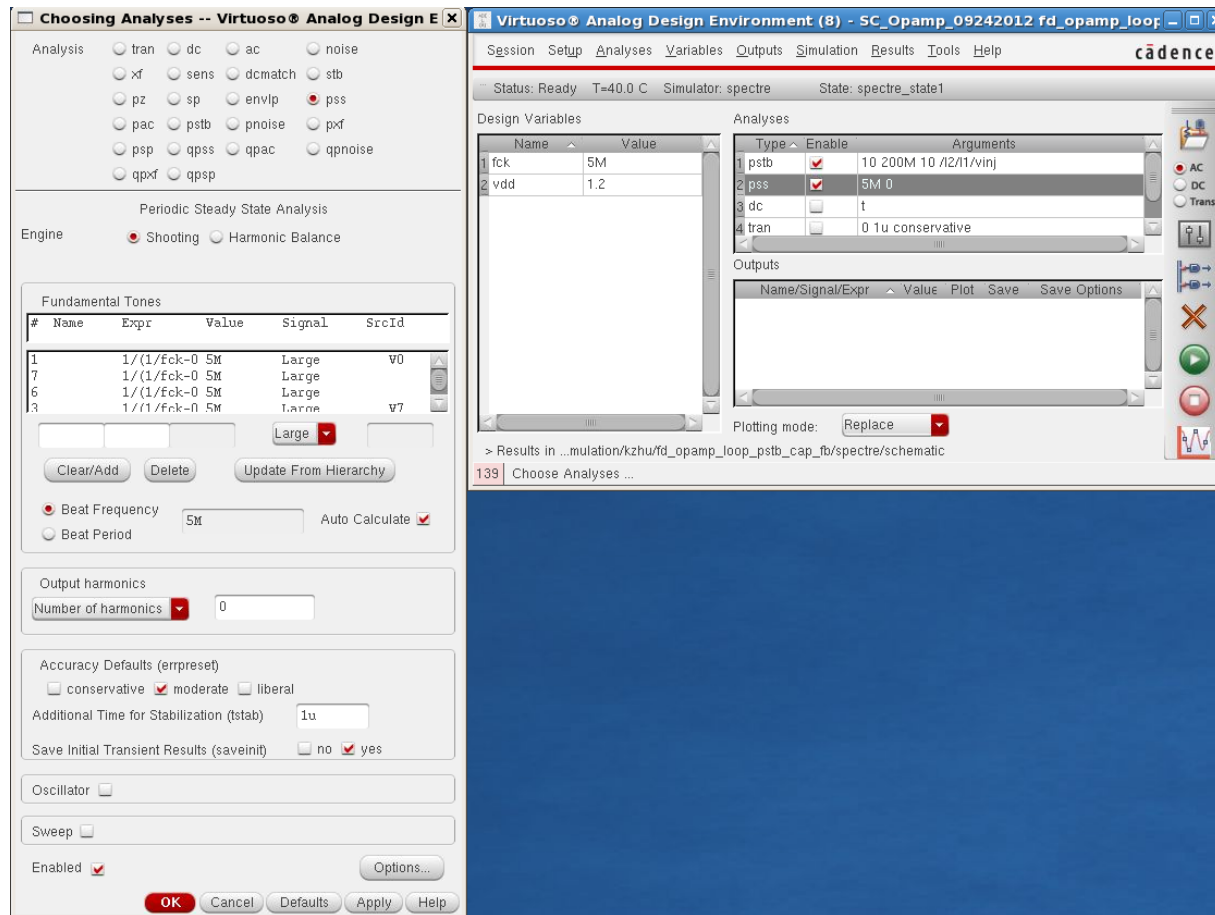 Choosing Analyses -- Virtuoso® Analog Design E
Analysis tran dc ac noise
xf sens dcmatch stb
pz sp envlp pss
pac pstb pnoise pxf
psp qpss qpac qpnoise
qpxf qpsp
Periodic Steady State Analysis
Engine Shooting Harmonic Balance
Fundamental Tones
# Name Expr Value Signal SrcId
1 1/(1/fck-0 5M Large V0
7 1/(1/fck-0 5M Large
6 1/(1/fck-0 5M Large
3 1/(1/fck-0 5M Large V7
Large
Clear/Add Delete Update From Hierarchy
Beat Frequency 5M Auto Calculate
Beat Period
Output harmonics
Number of harmonics 0
Accuracy Defaults (errpreset)
conservative moderate liberal
Additional Time for Stabilization (tstab) 1u
Save Initial Transient Results (saveinit) no yes
Oscillator
Sweep
Enabled Options...
OK Cancel Defaults Apply Help
Virtuoso® Analog Design Environment (8) - SC_Opamp_09242012 fd_opamp_loop
Session Setup Analyses Variables Outputs Simulation Results Tools Help cādence
Status: Ready T=40.0 C Simulator: spectre State: spectre_state1
Design Variables
Name Value
1 fck 5M
2 vdd 1.2
Analyses
Type Enable Arguments
1 pstb 10 200M 10 /I2/I1/vinj
2 pss 5M 0
3 dc t
4 tran 0 1u conservative
Outputs
Name/Signal/Expr Value Plot Save Save Options
Plotting mode: Replace
AC
DC
Trans
> Results in ...mulation/kzhu/fd_opamp_loop_pstb_cap_fb/spectre/schematic
139 Choose Analyses ...